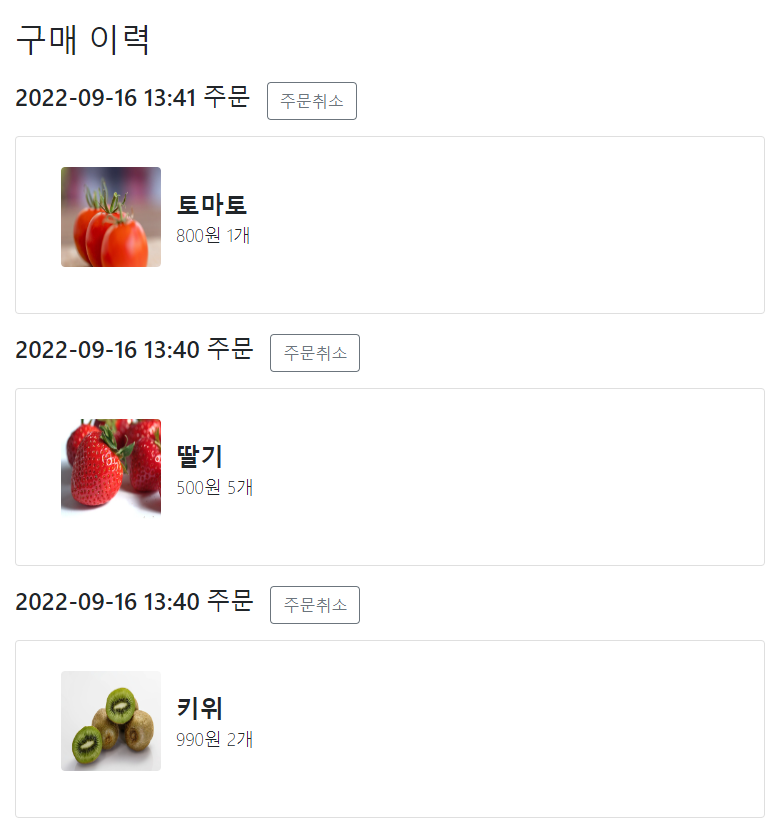 구매 이력
2022-09-16 13:41 주문 주문취소
토마토
800원 1개
2022-09-16 13:40 주문 주문취소
딸기
500원 5개
2022-09-16 13:40 주문 주문취소
키위
990원 2개